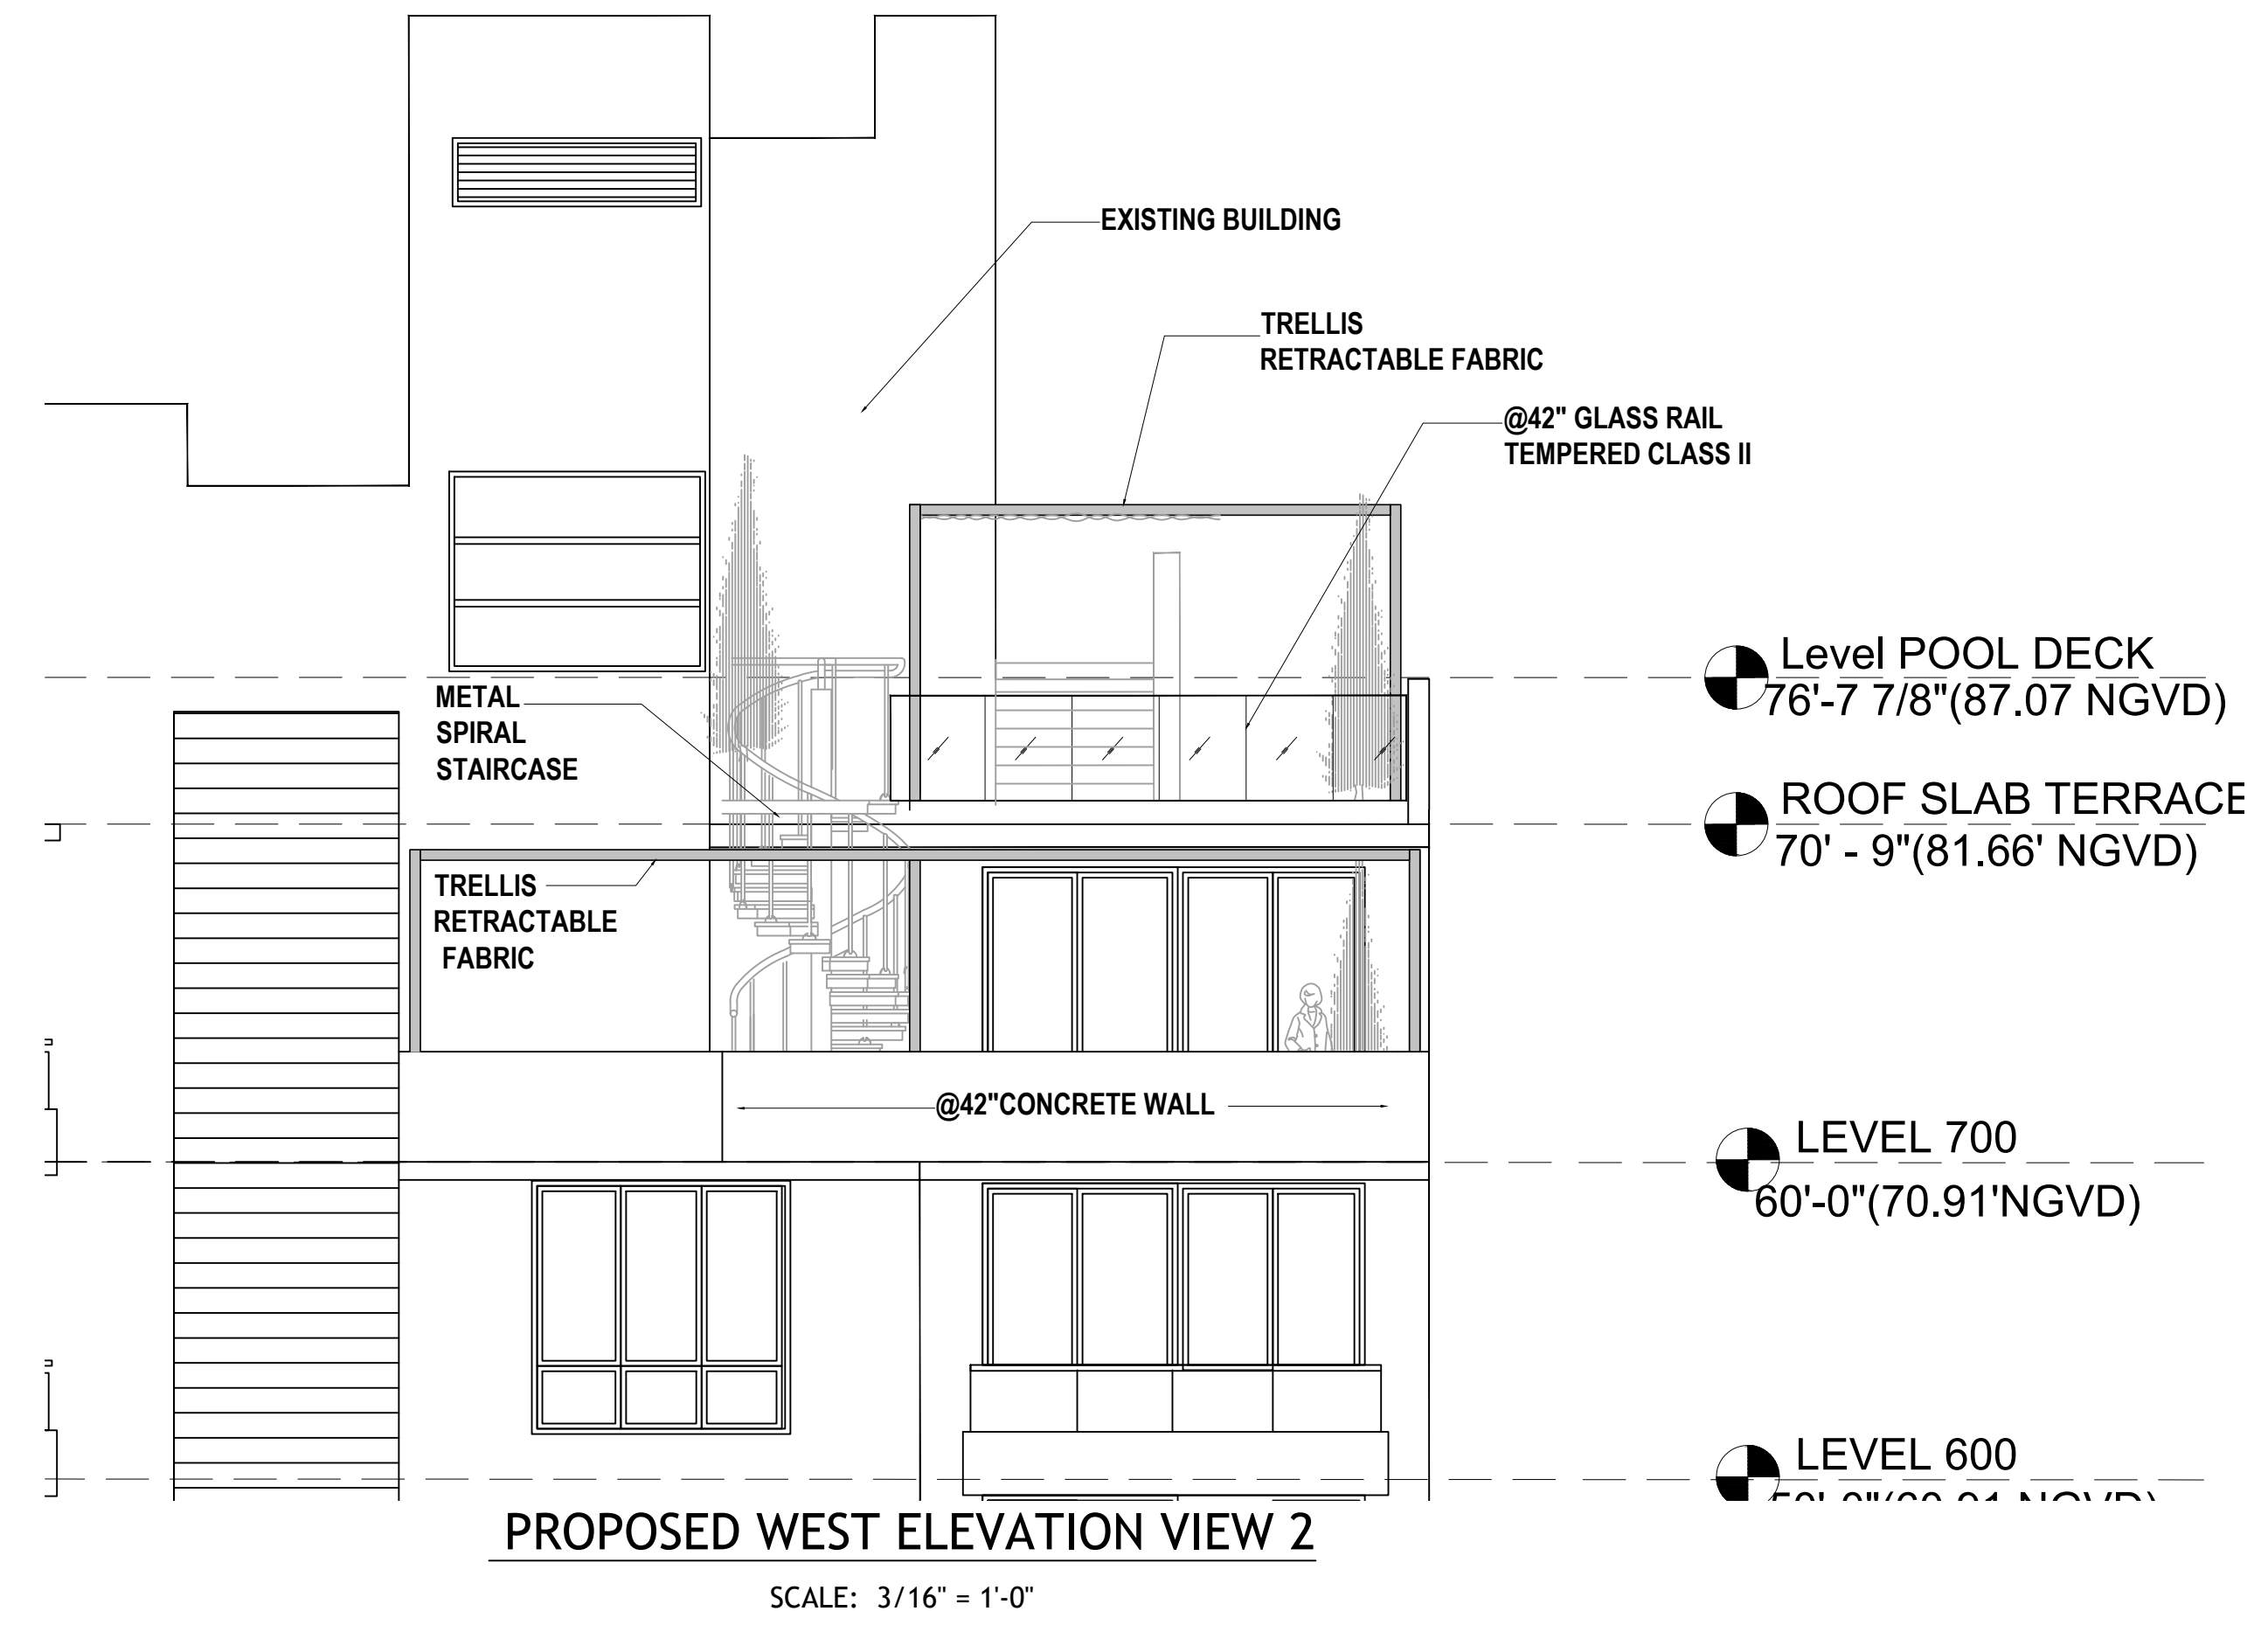 EXISTING BUILDING
TRELLIS
RETRACTABLE FABRIC
@42" GLASS RAIL
TEMPERED CLASS II
Level POOL DECK
76'-7 7/8"(87.07 NGVD)
METAL
SPIRAL
STAIRCASE
ROOF SLAB TERRACE
70' - 9"(81.66' NGVD)
TRELLIS
RETRACTABLE
FABRIC
@42"CONCRETE WALL
LEVEL 700
60'-0"(70.91'NGVD)
LEVEL 600
PROPOSED WEST ELEVATION VIEW 2
SCALE: 3/16" = 1'-0"